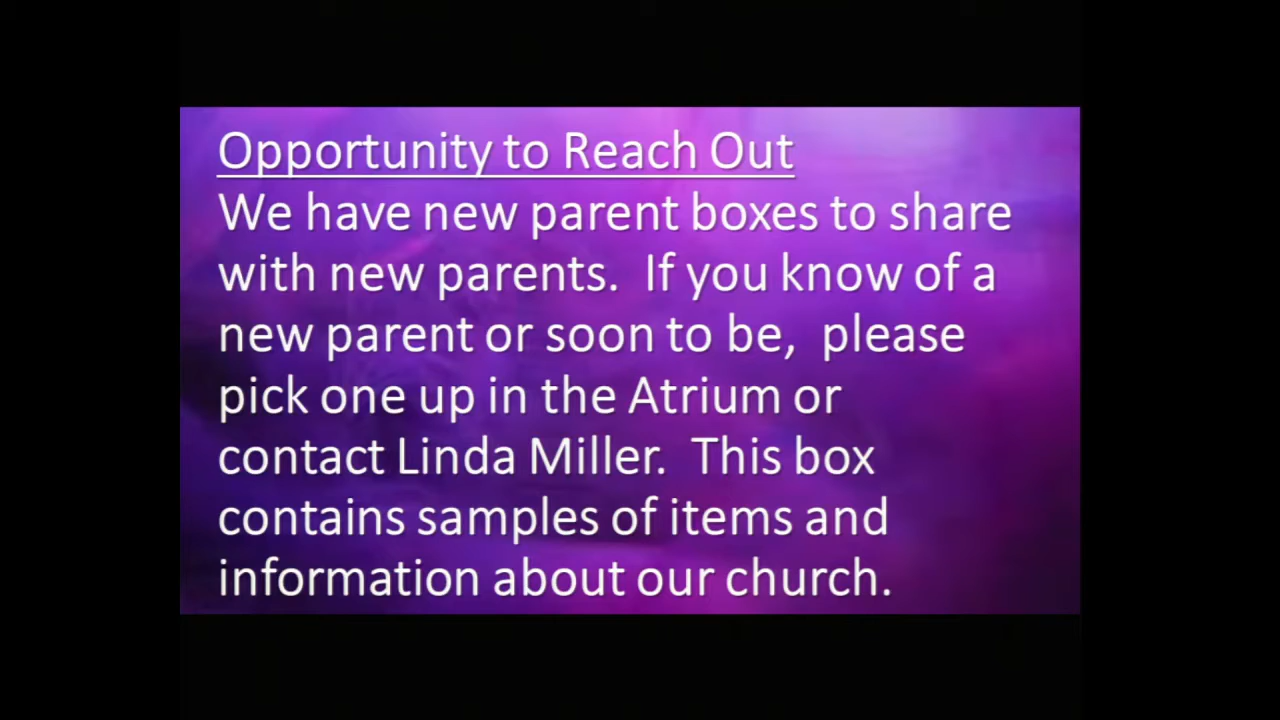 Opportunity to Reach Out
We have new parent boxes to share
with new parents.  If you know of a
new parent or soon to be,  please
pick one up in the Atrium or
contact Linda Miller.  This box
contains samples of items and
information about our church.